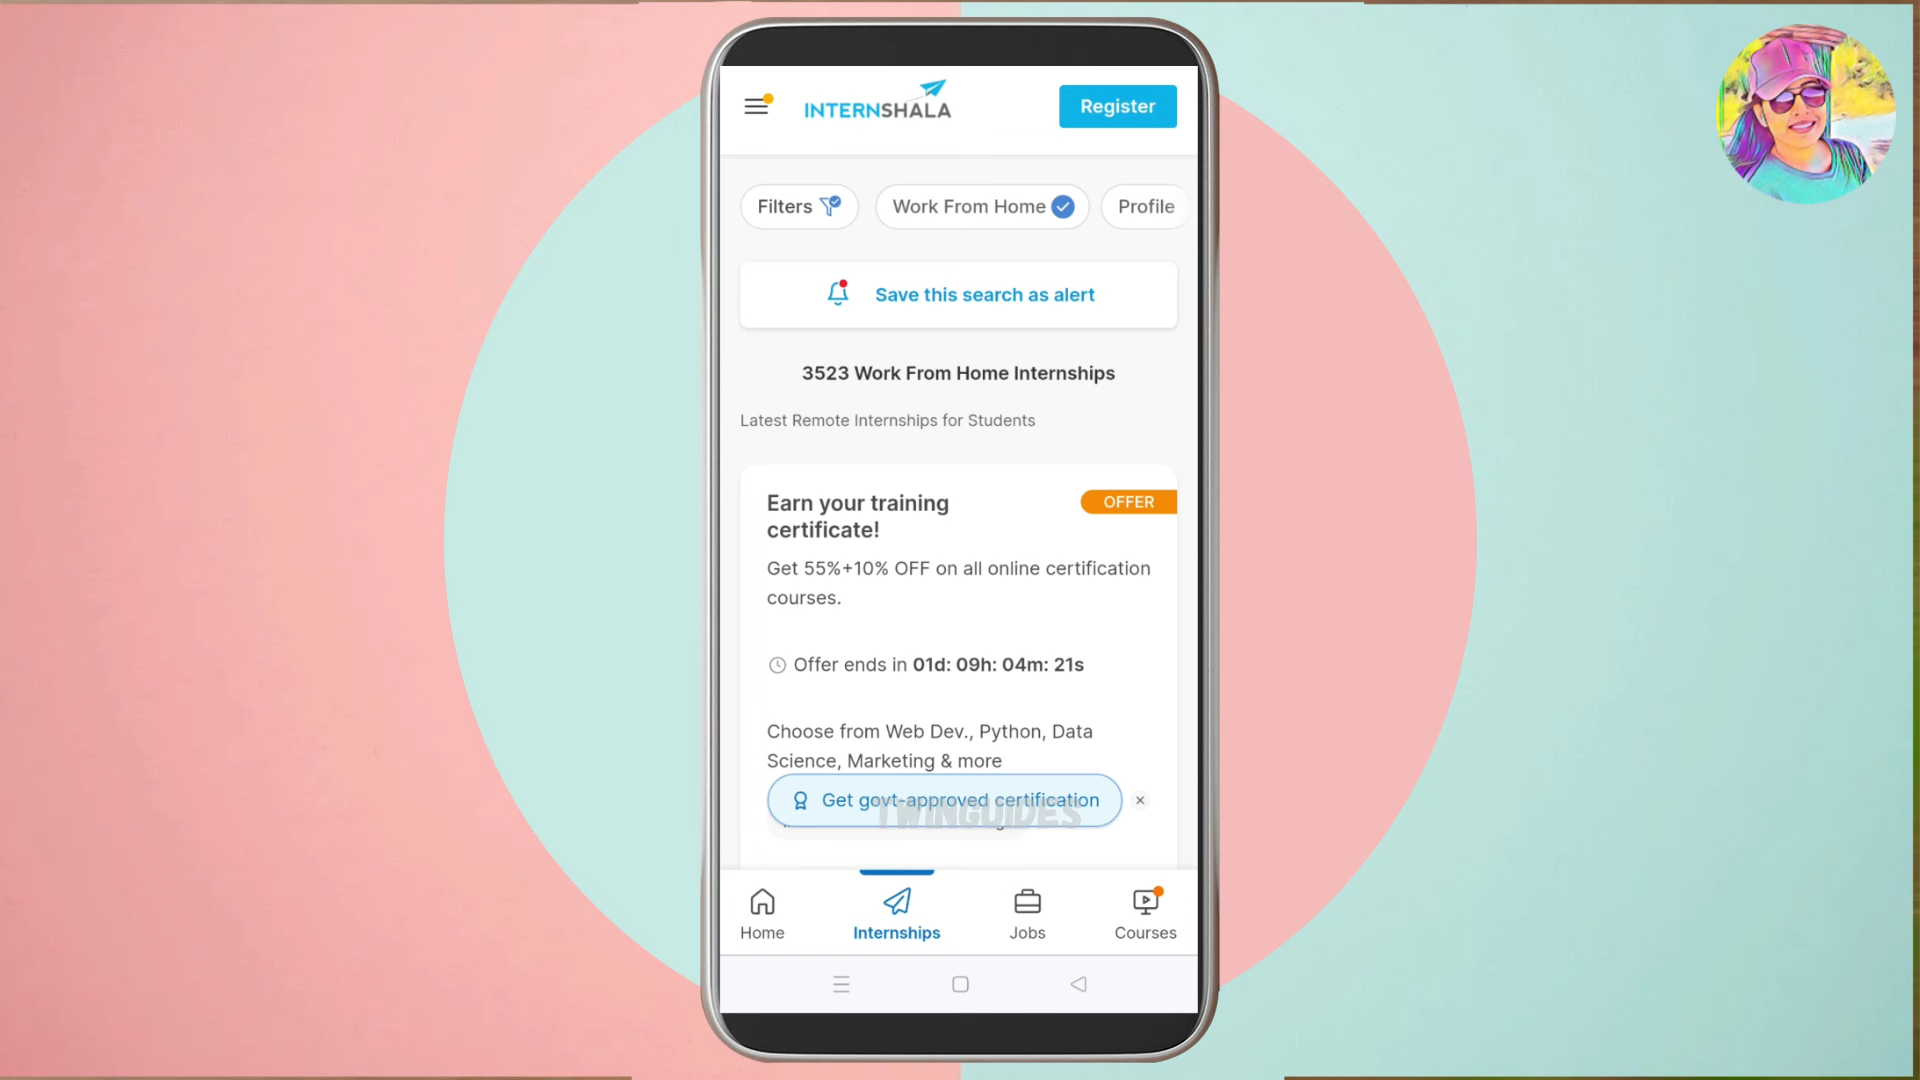 INTERNSHALA
Register
Filters
Work From Home
Profile
Save this search as alert
3523 Work From Home Internships
Latest Remote Internships for Students
Earn your training
certificate!
OFFER
Get 55%+10% OFF on all online certification
courses.
Offer ends in 01d: 09h: 04m: 21s
Choose from Web Dev., Python, Data
Science, Marketing & more
Get govt-approved certification
TWINGUIDES
Home
Internships
Jobs
Courses